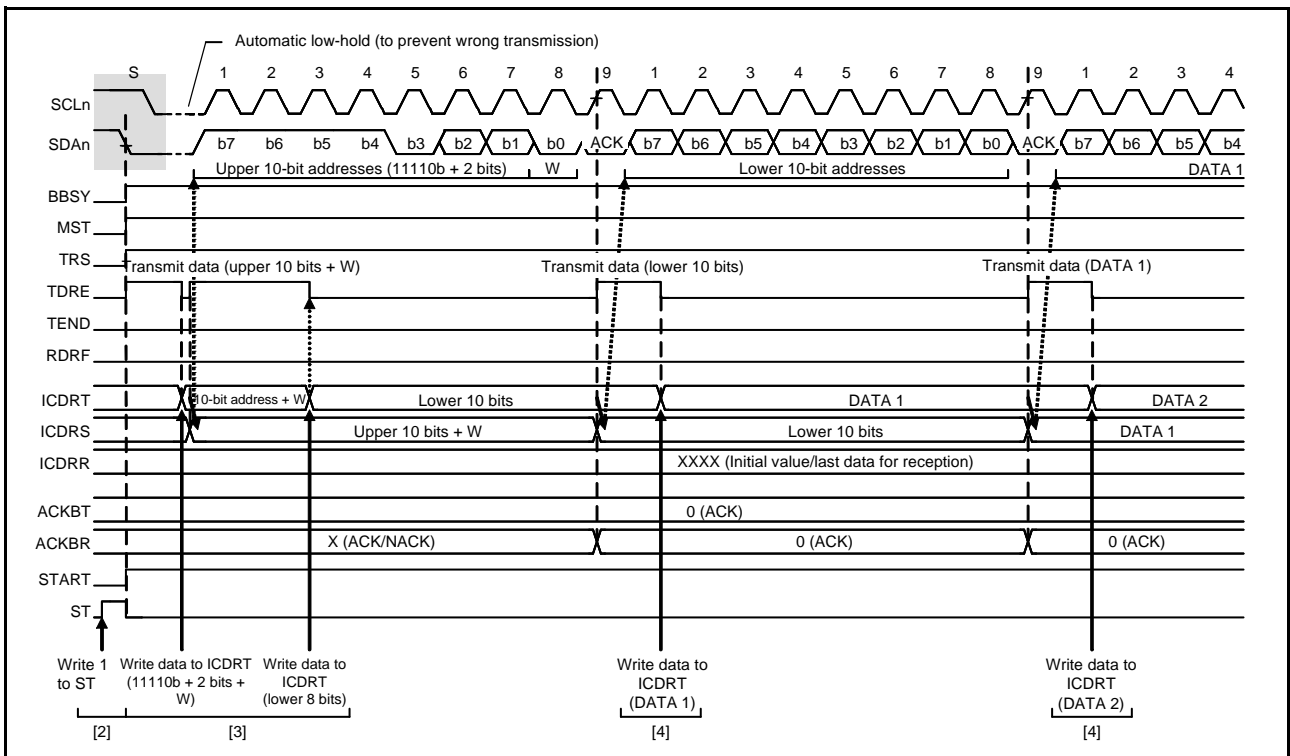 Automatic low-hold (to prevent wrong transmission)
S 1 2 3 4 5 6 7 8 9 1 2 3 4 5 6 7 8 9 1 2 3 4
SCLn
SDAn b7 b6 b5 b4 b3 b2 b1 b0 ACK b7 b6 b5 b4 b3 b2 b1 b0 ACK b7 b6 b5 b4
Upper 10-bit addresses (11110b + 2 bits) W Lower 10-bit addresses DATA 1
BBSY
MST
TRS
Transmit data (upper 10 bits + W) Transmit data (lower 10 bits) Transmit data (DATA 1)
TDRE
TEND
RDRF
ICDRT 10-bit address + W Lower 10 bits DATA 1 DATA 2
ICDRS Upper 10 bits + W Lower 10 bits DATA 1
ICDRR XXXX (Initial value/last data for reception)
ACKBT 0 (ACK)
ACKBR X (ACK/NACK) 0 (ACK) 0 (ACK)
START
ST
Write 1 to ST
Write data to ICDRT (11110b + 2 bits + W)
Write data to ICDRT (lower 8 bits)
Write data to ICDRT (DATA 1)
Write data to ICDRT (DATA 2)
[2] [3] [4] [4]